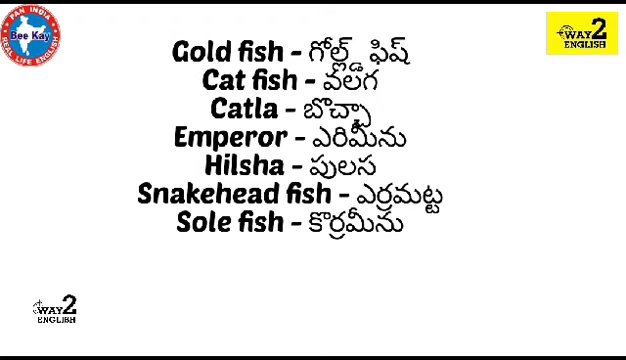 PAN INDIA
Bee Kay
REAL LIFE ENGLISH
WAY2
ENGLISH
Gold fish - గోల్డ్ ఫిష్
Cat fish - వలగ
Catla - బొచ్చా
Emperor - ఎరిమీను
Hilsha - పులస
Snakehead fish - ఎర్రమట్ట
Sole fish - కొర్రమీను
WAY2
ENGLISH